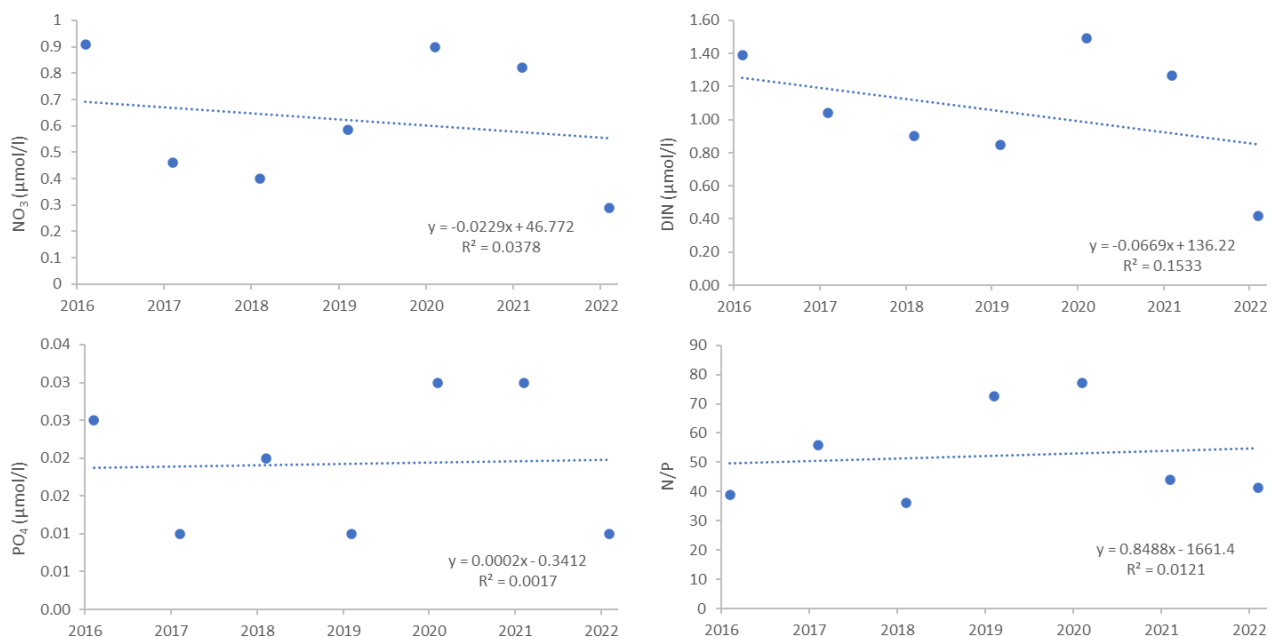 NO₃ (µmol/l)
1
0.9
0.8
0.7
0.6
0.5
0.4
0.3
0.2
0.1
0
y = -0.0229x + 46.772
R² = 0.0378
2016 2017 2018 2019 2020 2021 2022
DIN (µmol/l)
1.60
1.40
1.20
1.00
0.80
0.60
0.40
0.20
0.00
y = -0.0669x + 136.22
R² = 0.1533
2016 2017 2018 2019 2020 2021 2022
PO₄ (µmol/l)
0.04
0.03
0.03
0.02
0.02
0.01
0.01
0.00
y = 0.0002x - 0.3412
R² = 0.0017
2016 2017 2018 2019 2020 2021 2022
N/P
90
80
70
60
50
40
30
20
10
0
y = 0.8488x - 1661.4
R² = 0.0121
2016 2017 2018 2019 2020 2021 2022